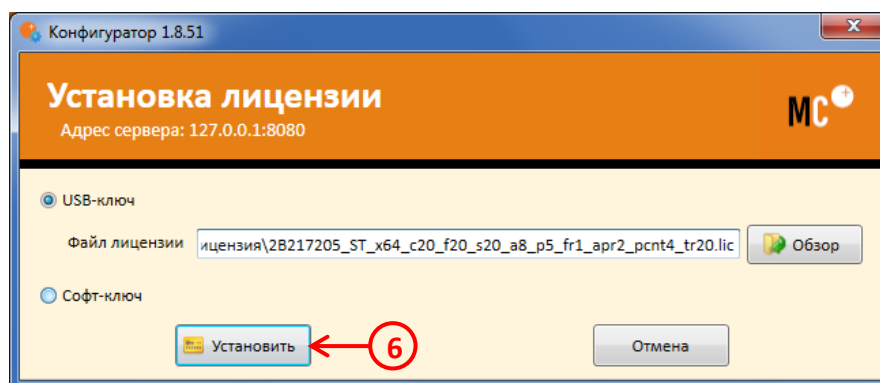 Конфигуратор 1.8.51
Установка лицензии
Адрес сервера: 127.0.0.1:8080
MC+
USB-ключ
Файл лицензии ицензия\2B217205_ST_x64_c20_f20_s20_a8_p5_fr1_apr2_pcnt4_tr20.lic Обзор
Софт-ключ
Установить 6 Отмена